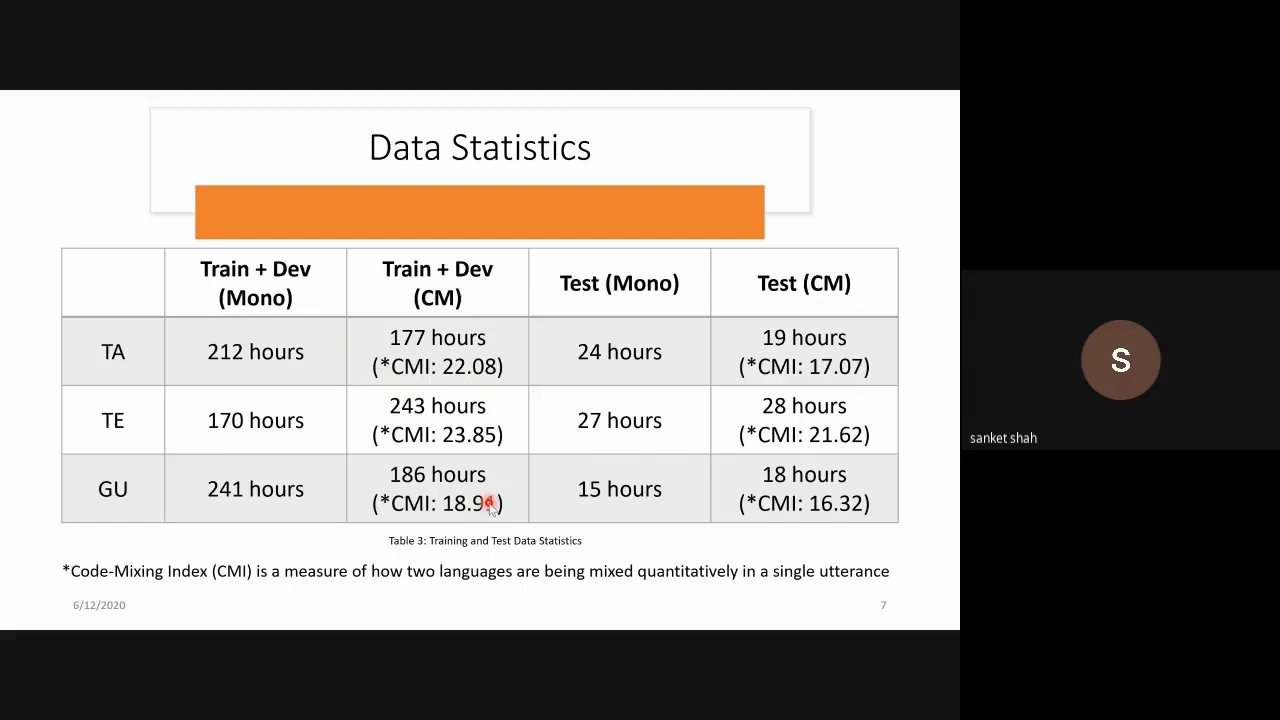 Data Statistics
Train + Dev (Mono)
Train + Dev (CM)
Test (Mono)
Test (CM)
TA
212 hours
177 hours
(*CMI: 22.08)
24 hours
19 hours
(*CMI: 17.07)
TE
170 hours
243 hours
(*CMI: 23.85)
27 hours
28 hours
(*CMI: 21.62)
GU
241 hours
186 hours
(*CMI:
15 hours
18 hours
(*CMI: 16.32)
Table 3: Training and Test Data Statistics
*Code-Mixing Index (CMI) is a measure of how two languages are being mixed quantitatively in a single utterance
6/12/2020
7
S
sanket shah